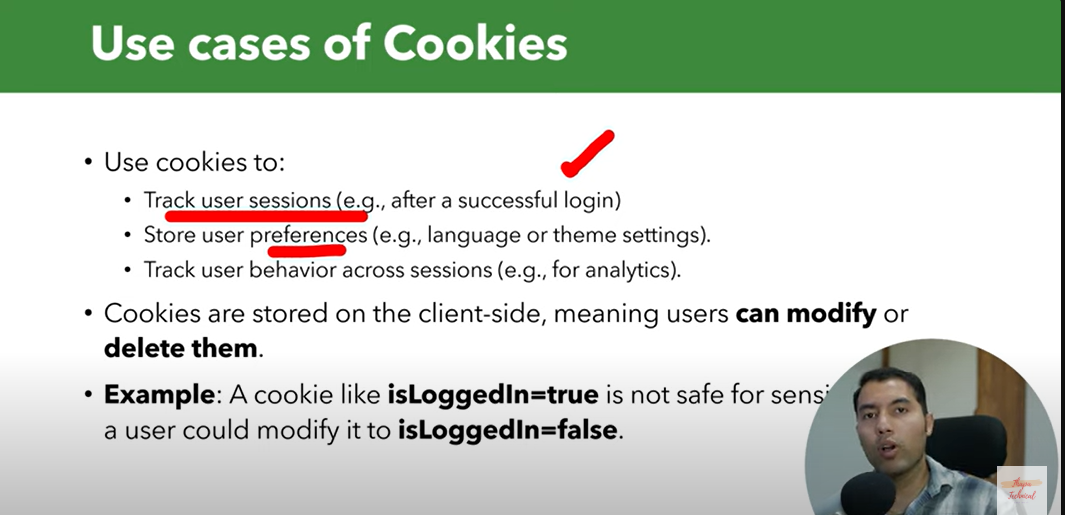 Use cases of Cookies
• Use cookies to:
• Track user sessions (e.g., after a successful login)
• Store user preferences (e.g., language or theme settings).
• Track user behavior across sessions (e.g., for analytics).
• Cookies are stored on the client-side, meaning users can modify or
delete them.
• Example: A cookie like isLoggedIn=true is not safe for
a user could modify it to isLoggedIn=false.
Technical